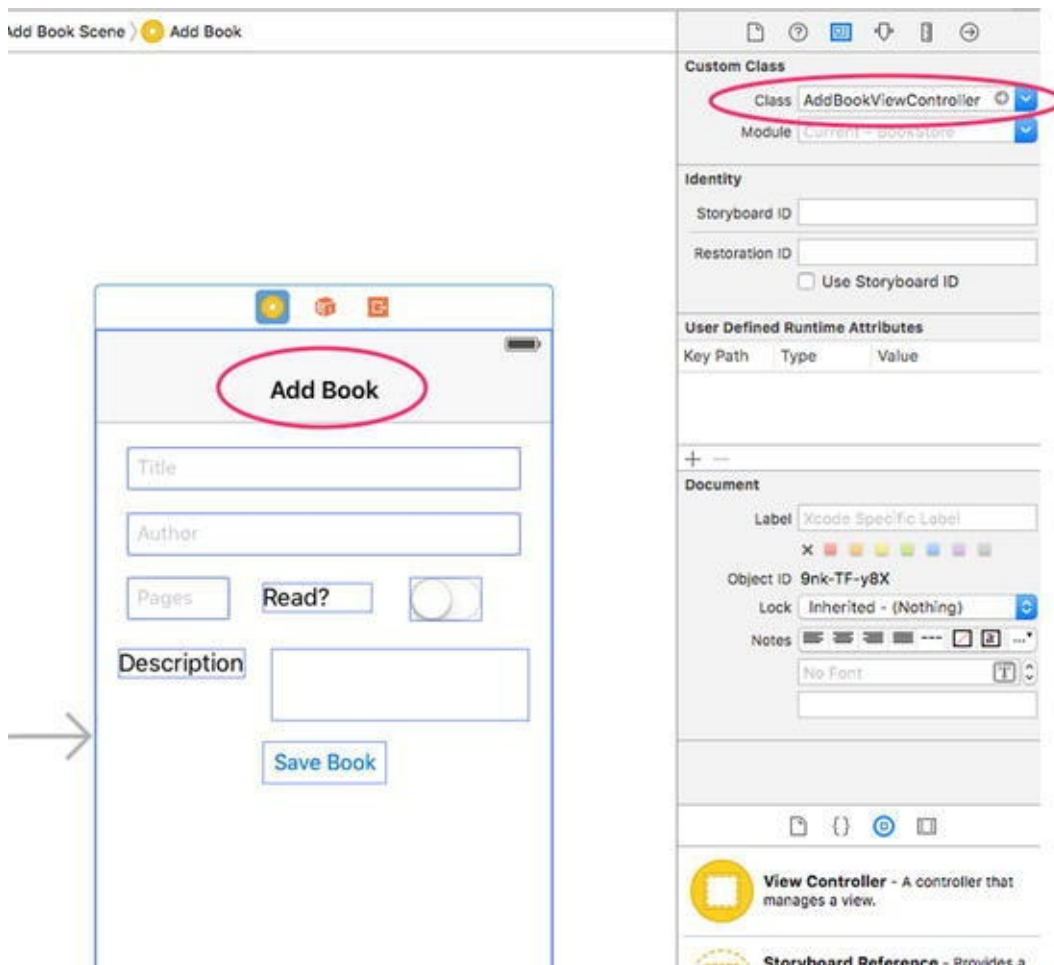 Add Book Scene 〉 Add Book
Custom Class
Class AddBookViewController
Module Current - BookStore
Identity
Storyboard ID
Restoration ID
Use Storyboard ID
User Defined Runtime Attributes
Key Path Type Value
+ −
Document
Label Xcode Specific Label
X
Object ID 9nk-TF-y8X
Lock Inherited - (Nothing)
Notes
No Font
Add Book
Title
Author
Pages Read?
Description
Save Book
{}
View Controller - A controller that
manages a view.
Storyboard Reference - Provides a